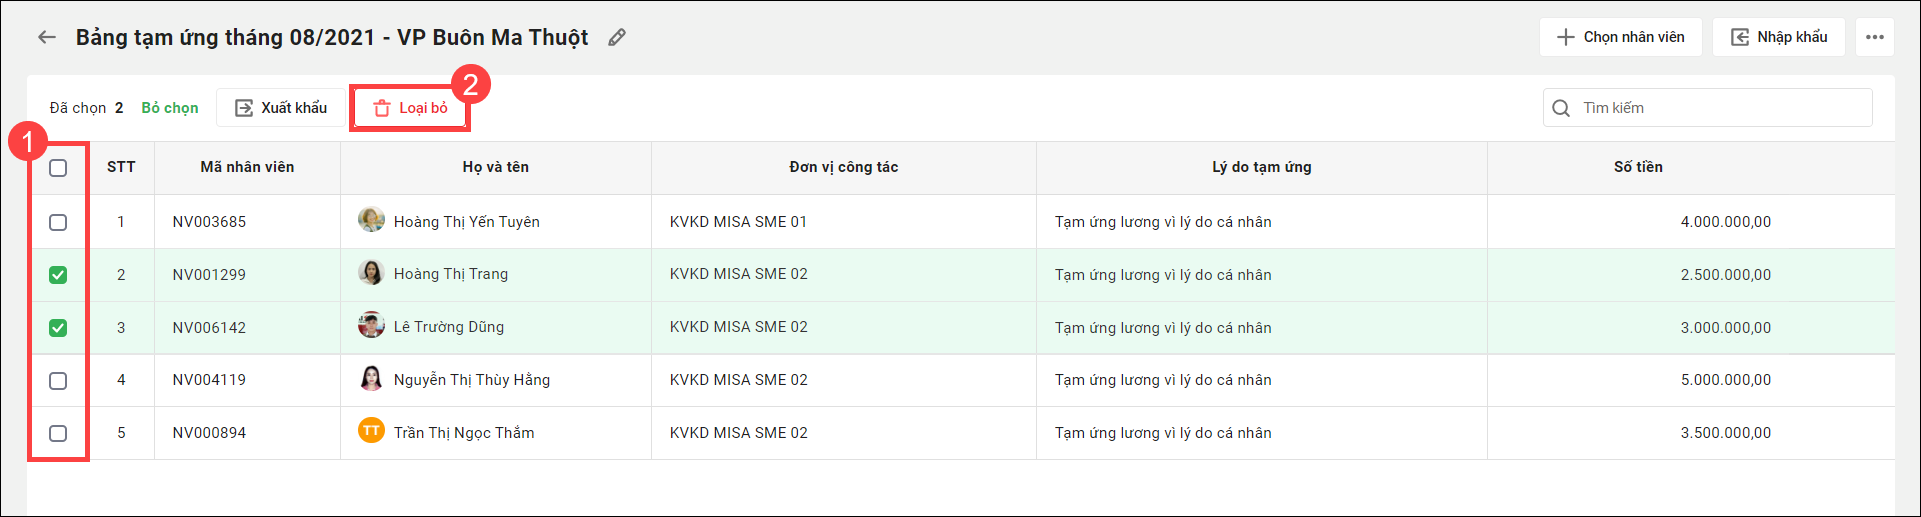 Bảng tạm ứng tháng 08/2021 - VP Buôn Ma Thuột
Chọn nhân viên
Nhập khẩu
Đã chọn 2 Bỏ chọn Xuất khẩu Loại bỏ 2
Tìm kiếm
1
STT Mã nhân viên Họ và tên Đơn vị công tác Lý do tạm ứng Số tiền
1 NV003685 Hoàng Thị Yến Tuyên KVKD MISA SME 01 Tạm ứng lương vì lý do cá nhân 4.000.000,00
2 NV001299 Hoàng Thị Trang KVKD MISA SME 02 Tạm ứng lương vì lý do cá nhân 2.500.000,00
3 NV006142 Lê Trường Dũng KVKD MISA SME 02 Tạm ứng lương vì lý do cá nhân 3.000.000,00
4 NV004119 Nguyễn Thị Thùy Hằng KVKD MISA SME 02 Tạm ứng lương vì lý do cá nhân 5.000.000,00
5 NV000894 TT Trần Thị Ngọc Thắm KVKD MISA SME 02 Tạm ứng lương vì lý do cá nhân 3.500.000,00